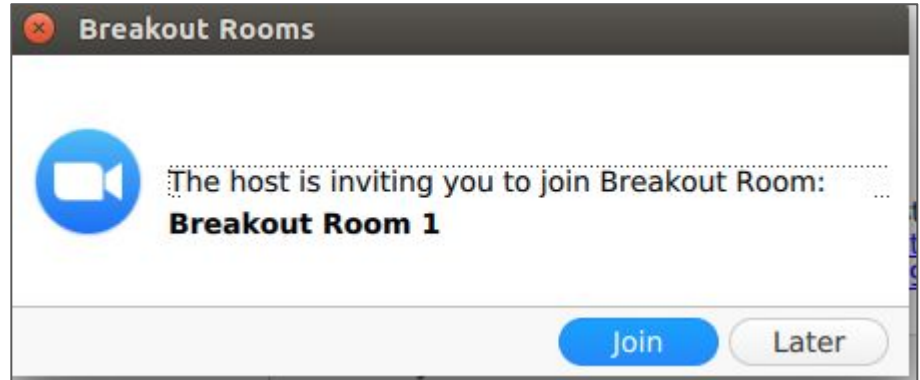 Breakout Rooms
The host is inviting you to join Breakout Room:
Breakout Room 1
Join
Later